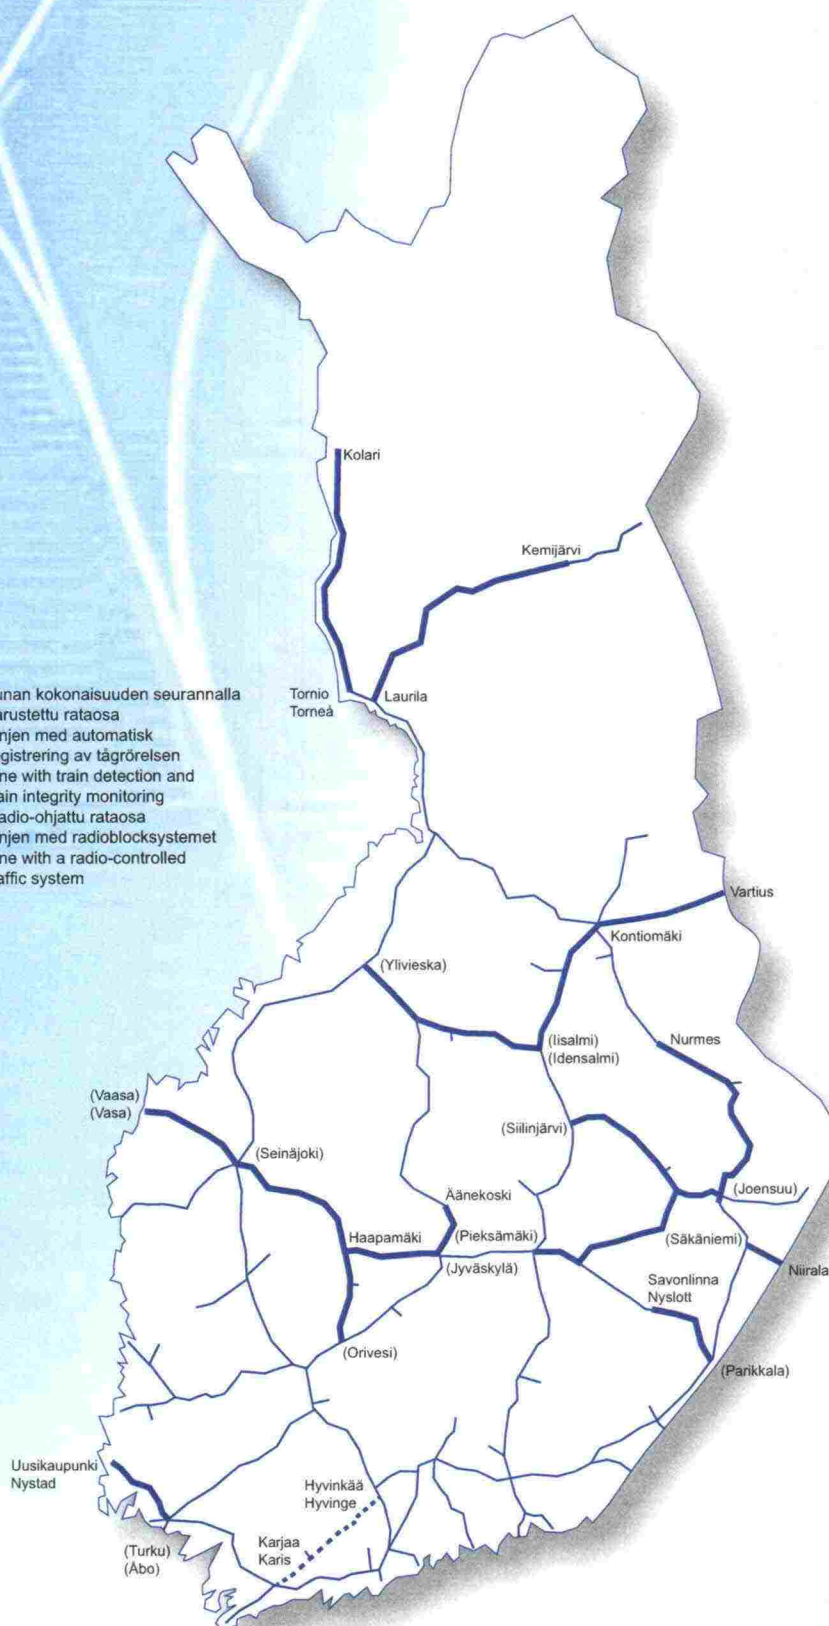 Kolari
Kemijärvi
Tornio
Torneå
Laurila
unan kokonaisuuden seurannalla
arustettu rataosa
njen med automatisk
gistrering av tågrörelsen
ne with train detection and
ain integrity monitoring
adio-ohjattu rataosa
njen med radioblocksystemet
ne with a radio-controlled
affic system
Vartius
Kontiomäki
(Ylivieska)
(Iisalmi)
(Idensalmi)
Nurmes
(Vaasa)
(Vasa)
(Siilinjärvi)
(Seinäjoki)
(Joensuu)
Äänekoski
Haapamäki
(Pieksämäki)
(Säkäniemi)
(Jyväskylä)
Niirala
Savonlinna
Nyslott
(Orivesi)
(Parikkala)
Uusikaupunki
Nystad
Hyvinkää
Hyvinge
Karjaa
Karis
(Turku)
(Åbo)